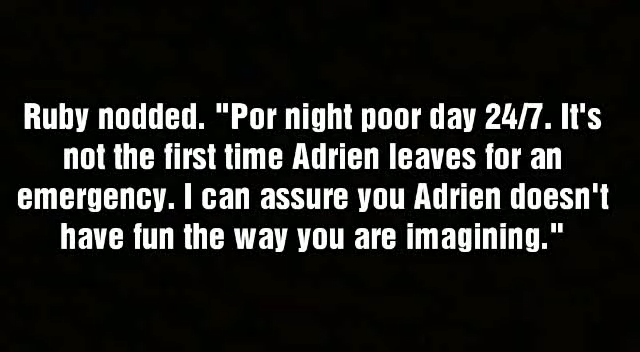 Ruby nodded. "Por night poor day 24/7. It's
not the first time Adrien leaves for an
emergency. I can assure you Adrien doesn't
have fun the way you are imagining."